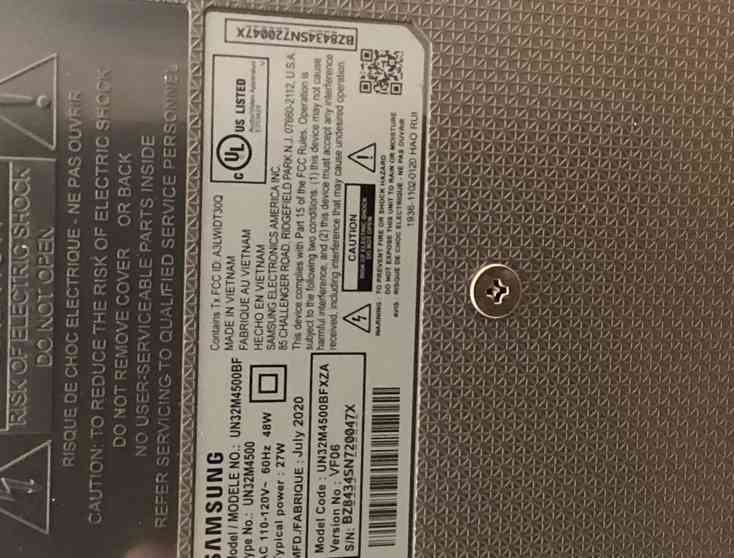 RISQUE DE CHOC ELECTRIQUE - NE PAS OUVRIR
RISK OF ELECTRIC SHOCK
DO NOT OPEN
CAUTION: TO REDUCE THE RISK OF ELECTRIC SHOCK
DO NOT REMOVE COVER OR BACK
NO USER-SERVICEABLE PARTS INSIDE
REFER SERVICING TO QUALIFIED SERVICE PERSONNEL
SAMSUNG
Model / MODELE NO.: UN32M4500BF
Type No.: UN32M4500
AC 110-120V~ 60Hz 48W
Typical power : 27W
MFD./FABRIQUE : July 2020
Model Code : UN32M4500BFXZA
Version No : VF06
S/N: BZ8434SN720047X
Contains Tx FCC ID: A3LWIDT30Q
MADE IN VIETNAM
FABRIQUE AU VIETNAM
HECHO EN VIETNAM
SAMSUNG ELECTRONICS AMERICA INC.
85 CHALLENGER ROAD, RIDGEFIELD PARK N.J. 07660-2112, U.S.A
This device complies with Part 15 of the FCC Rules. Operation is
subject to the following two conditions. (1) this device may not cause
harmful interference, and (2) this device must accept any interference
received, including interference that may cause undesired operation.
C UL US LISTED
BZ8434SN720047X
CAUTION
RISK OF ELECTRIC SHOCK
DO NOT OPEN
WARNING : TO PREVENT FIRE OR SHOCK HAZARD
DO NOT EXPOSE THIS UNIT TO RAIN OR MOISTURE
AVIS : RISQUE DE CHOC ELECTRIQUE - NE PAS OUVRIR
1936-1102-0120 HAO RUI